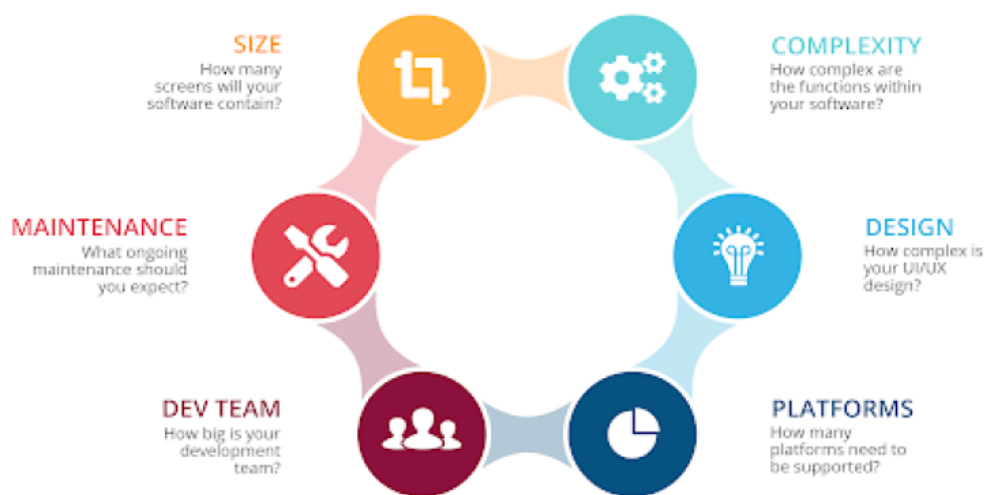 SIZE
How many
screens will your
software contain?
COMPLEXITY
How complex are
the functions within
your software?
MAINTENANCE
What ongoing
maintenance should
you expect?
DESIGN
How complex is
your UI/UX
design?
DEV TEAM
How big is your
development
team?
PLATFORMS
How many
platforms need to
be supported?